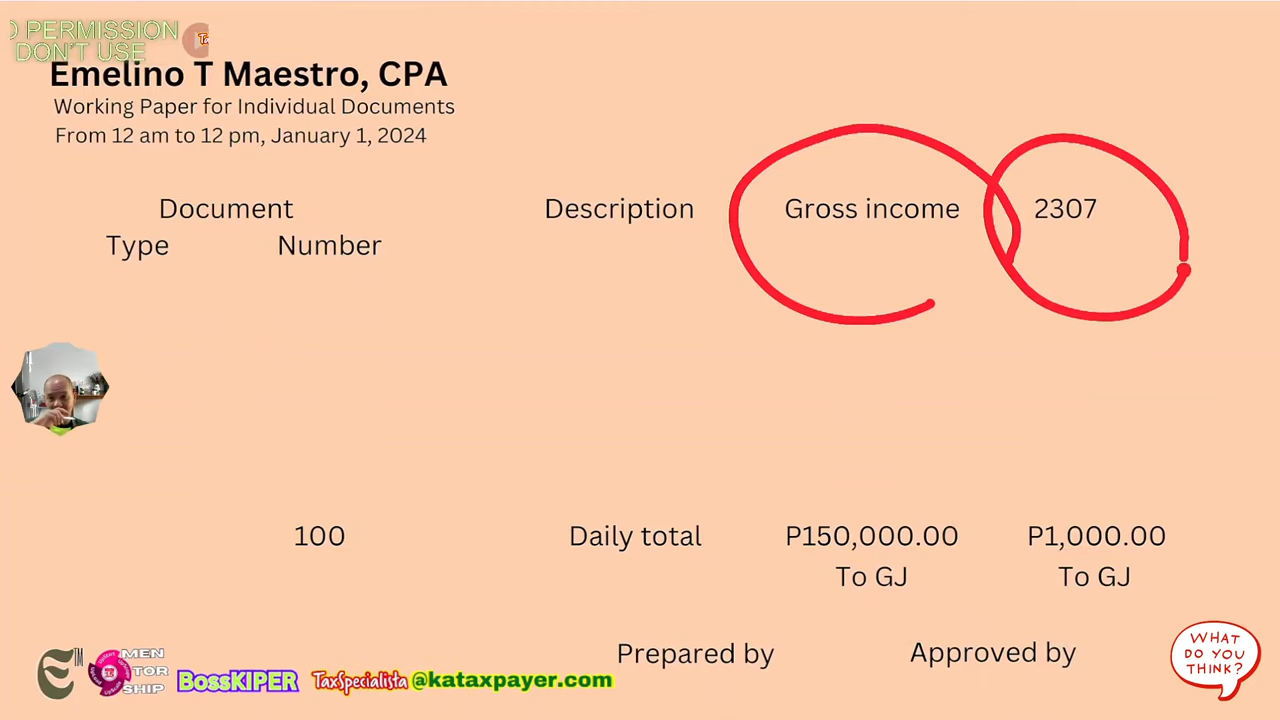 PERMISSION
DON'T USE
Emelino T Maestro, CPA
Working Paper for Individual Documents
From 12 am to 12 pm, January 1, 2024
Document Description Gross income 2307
Type Number
100 Daily total P150,000.00 P1,000.00
To GJ To GJ
Prepared by Approved by
MEN
TOR
SHIP
BossKIPER TaxSpecialista @kataxpayer.com
WHAT
DO YOU
THINK?